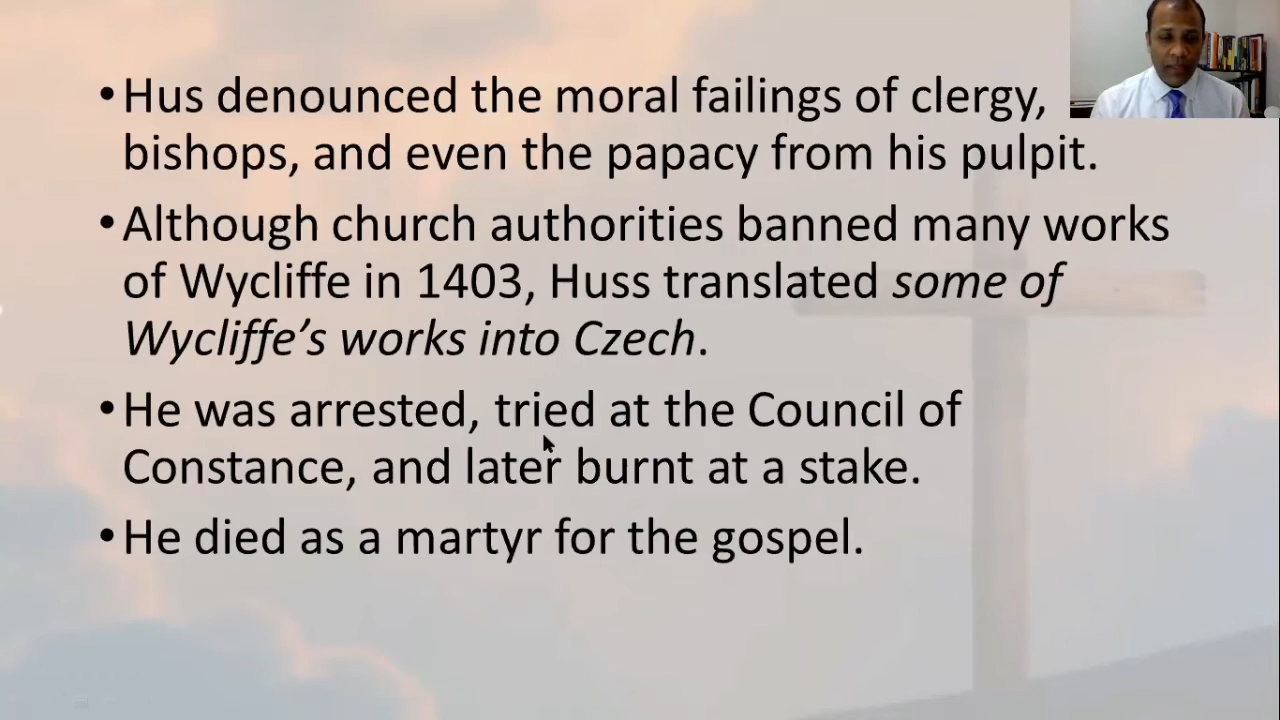 •Hus denounced the moral failings of clergy,
bishops, and even the papacy from his pulpit.
•Although church authorities banned many works
of Wycliffe in 1403, Huss translated some of
Wycliffe’s works into Czech.
•He was arrested, tried at the Council of
Constance, and later burnt at a stake.
•He died as a martyr for the gospel.